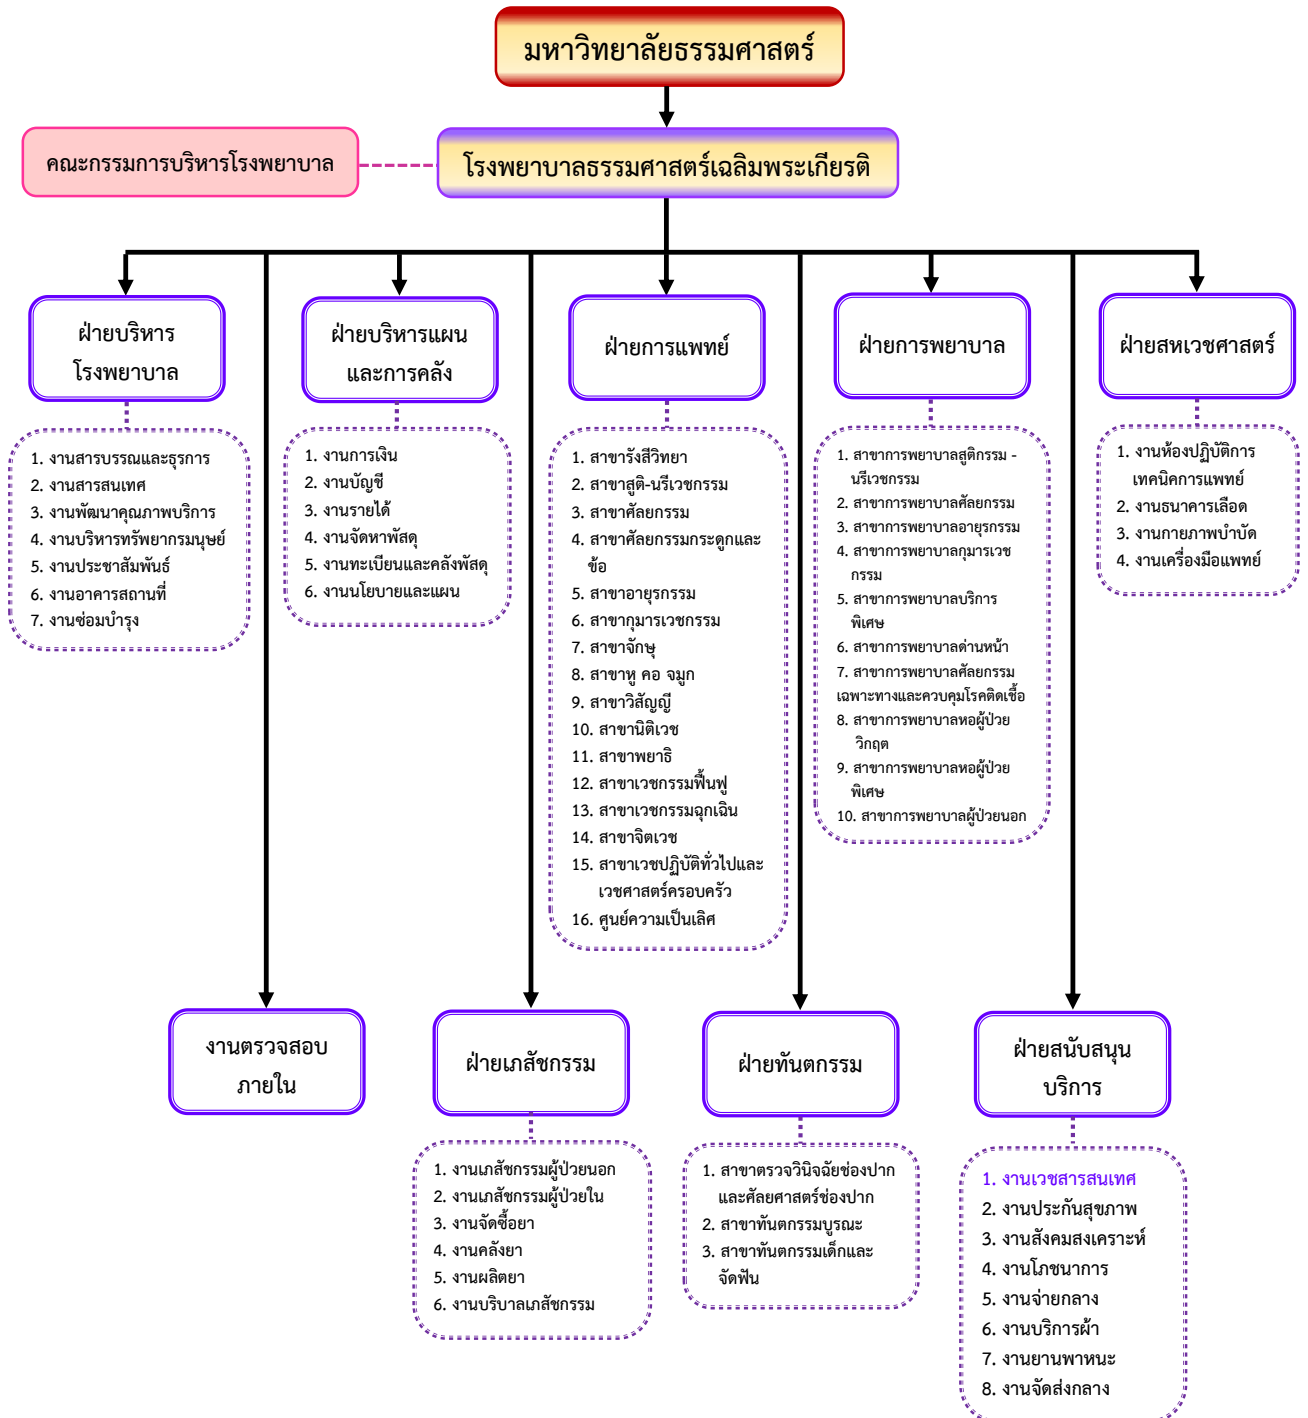 มหาวิทยาลัยธรรมศาสตร์
คณะกรรมการบริหารโรงพยาบาล
โรงพยาบาลธรรมศาสตร์เฉลิมพระเกียรติ
ฝ่ายบริหาร
โรงพยาบาล
1. งานสารบรรณและธุรการ
2. งานสารสนเทศ
3. งานพัฒนาคุณภาพบริการ
4. งานบริหารทรัพยากรมนุษย์
5. งานประชาสัมพันธ์
6. งานอาคารสถานที่
7. งานซ่อมบำรุง
ฝ่ายบริหารแผน
และการคลัง
1. งานการเงิน
2. งานบัญชี
3. งานรายได้
4. งานจัดหาพัสดุ
5. งานทะเบียนและคลังพัสดุ
6. งานนโยบายและแผน
ฝ่ายการแพทย์
1. สาขารังสีวิทยา
2. สาขาสูติ-นรีเวชกรรม
3. สาขาศัลยกรรม
4. สาขาศัลยกรรมกระดูกและ
ข้อ
5. สาขาอายุรกรรม
6. สาขากุมารเวชกรรม
7. สาขาจักษุ
8. สาขาหู คอ จมูก
9. สาขาวิสัญญี
10. สาขานิติเวช
11. สาขาพยาธิ
12. สาขาเวชกรรมฟื้นฟู
13. สาขาเวชกรรมฉุกเฉิน
14. สาขาจิตเวช
15. สาขาเวชปฏิบัติทั่วไปและ
เวชศาสตร์ครอบครัว
16. ศูนย์ความเป็นเลิศ
ฝ่ายการพยาบาล
1. สาขาการพยาบาลสูติกรรม -
นรีเวชกรรม
2. สาขาการพยาบาลศัลยกรรม
3. สาขาการพยาบาลอายุรกรรม
4. สาขาการพยาบาลกุมารเวช
กรรม
5. สาขาการพยาบาลบริการ
พิเศษ
6. สาขาการพยาบาลด่านหน้า
7. สาขาการพยาบาลศัลยกรรม
เฉพาะทางและควบคุมโรคติดเชื้อ
8. สาขาการพยาบาลหอผู้ป่วย
วิกฤต
9. สาขาการพยาบาลหอผู้ป่วย
พิเศษ
10. สาขาการพยาบาลผู้ป่วยนอก
ฝ่ายสหเวชศาสตร์
1. งานห้องปฏิบัติการ
เทคนิคการแพทย์
2. งานธนาคารเลือด
3. งานกายภาพบำบัด
4. งานเครื่องมือแพทย์
งานตรวจสอบ
ภายใน
ฝ่ายเภสัชกรรม
1. งานเภสัชกรรมผู้ป่วยนอก
2. งานเภสัชกรรมผู้ป่วยใน
3. งานจัดซื้อยา
4. งานคลังยา
5. งานผลิตยา
6. งานบริบาลเภสัชกรรม
ฝ่ายทันตกรรม
1. สาขาตรวจวินิจฉัยช่องปาก
และศัลยศาสตร์ช่องปาก
2. สาขาทันตกรรมบูรณะ
3. สาขาทันตกรรมเด็กและ
จัดฟัน
ฝ่ายสนับสนุน
บริการ
1. งานเวชสารสนเทศ
2. งานประกันสุขภาพ
3. งานสังคมสงเคราะห์
4. งานโภชนาการ
5. งานจ่ายกลาง
6. งานบริการผ้า
7. งานยานพาหนะ
8. งานจัดส่งกลาง